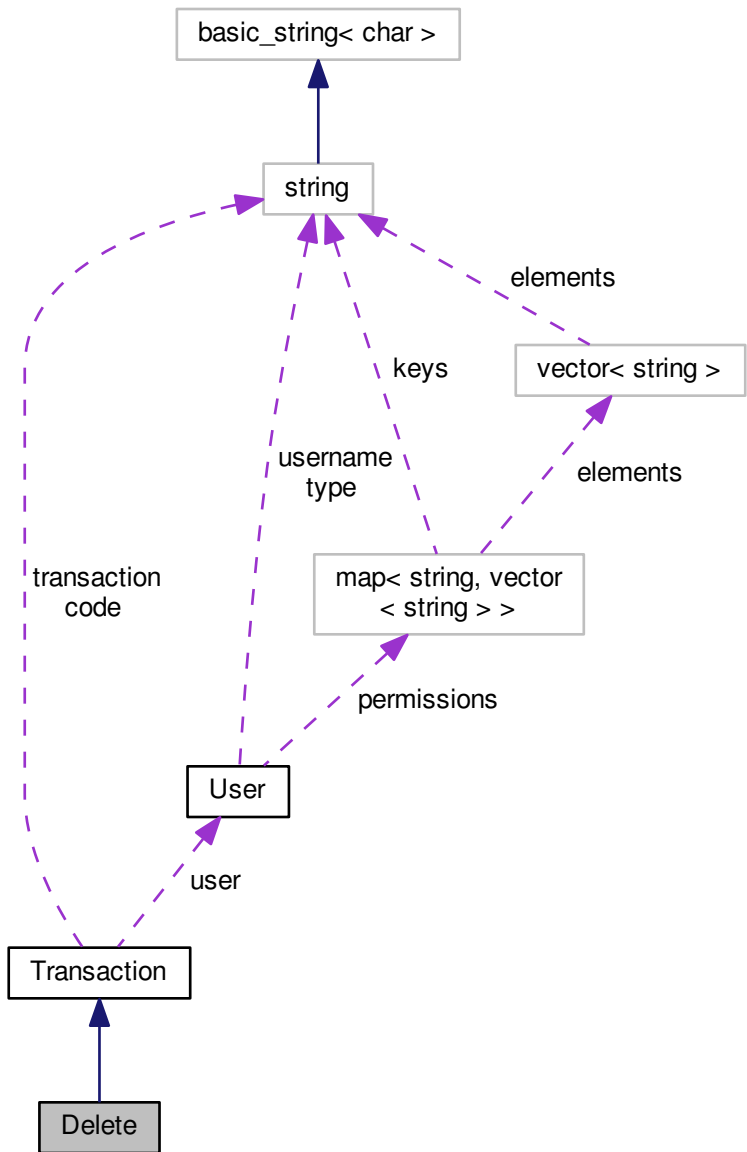 basic_string< char >
string
elements
vector< string >
keys
username
type
elements
map< string, vector
< string > >
transaction
code
permissions
User
user
Transaction
Delete